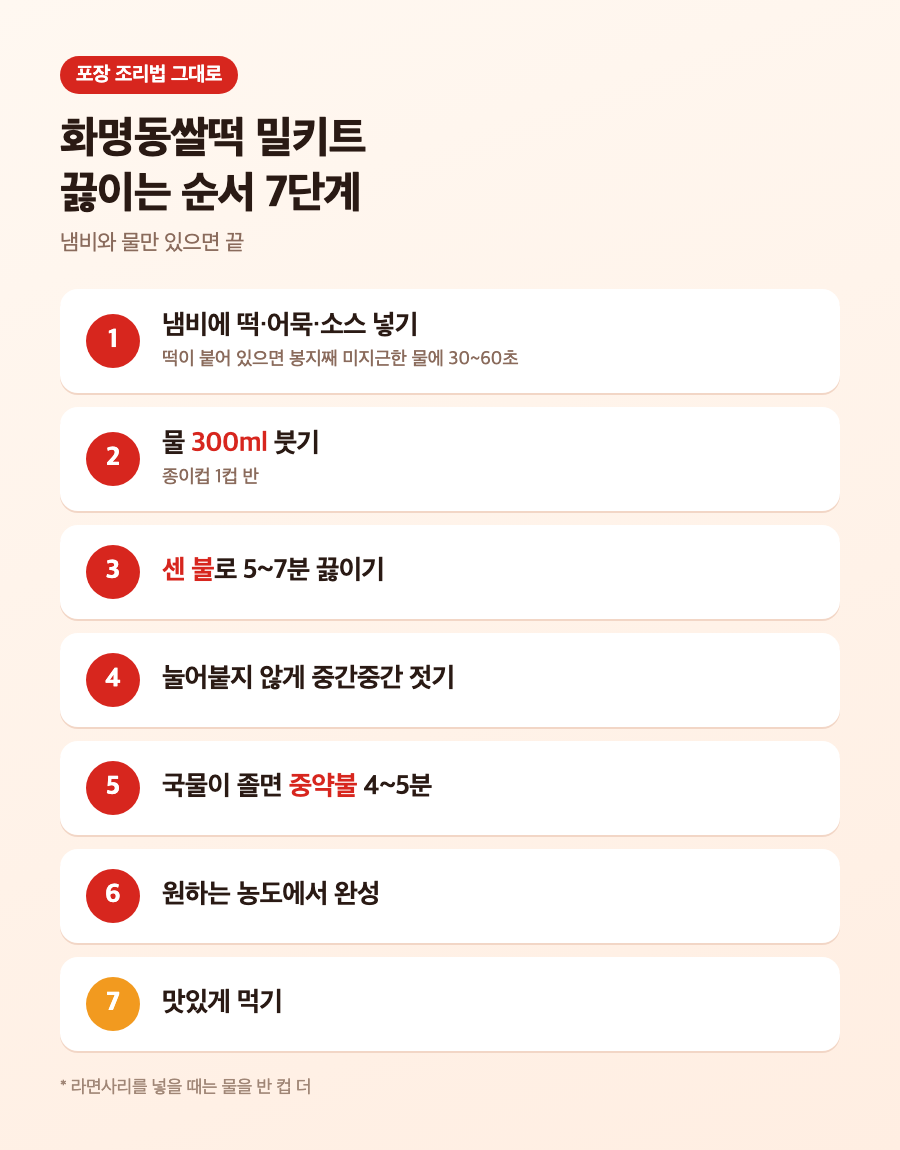 포장 조리법 그대로
화명동쌀떡 밀키트
끓이는 순서 7단계
냄비와 물만 있으면 끝
1
냄비에 떡·어묵·소스 넣기
떡이 붙어 있으면 봉지째 미지근한 물에 30~60초
2
물 300ml 붓기
종이컵 1컵 반
3
센 불로 5~7분 끓이기
4
눌어붙지 않게 중간중간 젓기
5
국물이 졸면 중약불 4~5분
6
원하는 농도에서 완성
7
맛있게 먹기
* 라면사리를 넣을 때는 물을 반 컵 더